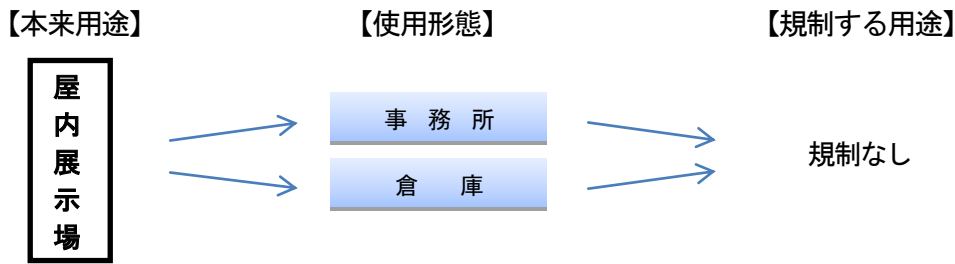 【本来用途】
【使用形態】
【規制する用途】
屋内展示場
事 務 所
倉 庫
規制なし